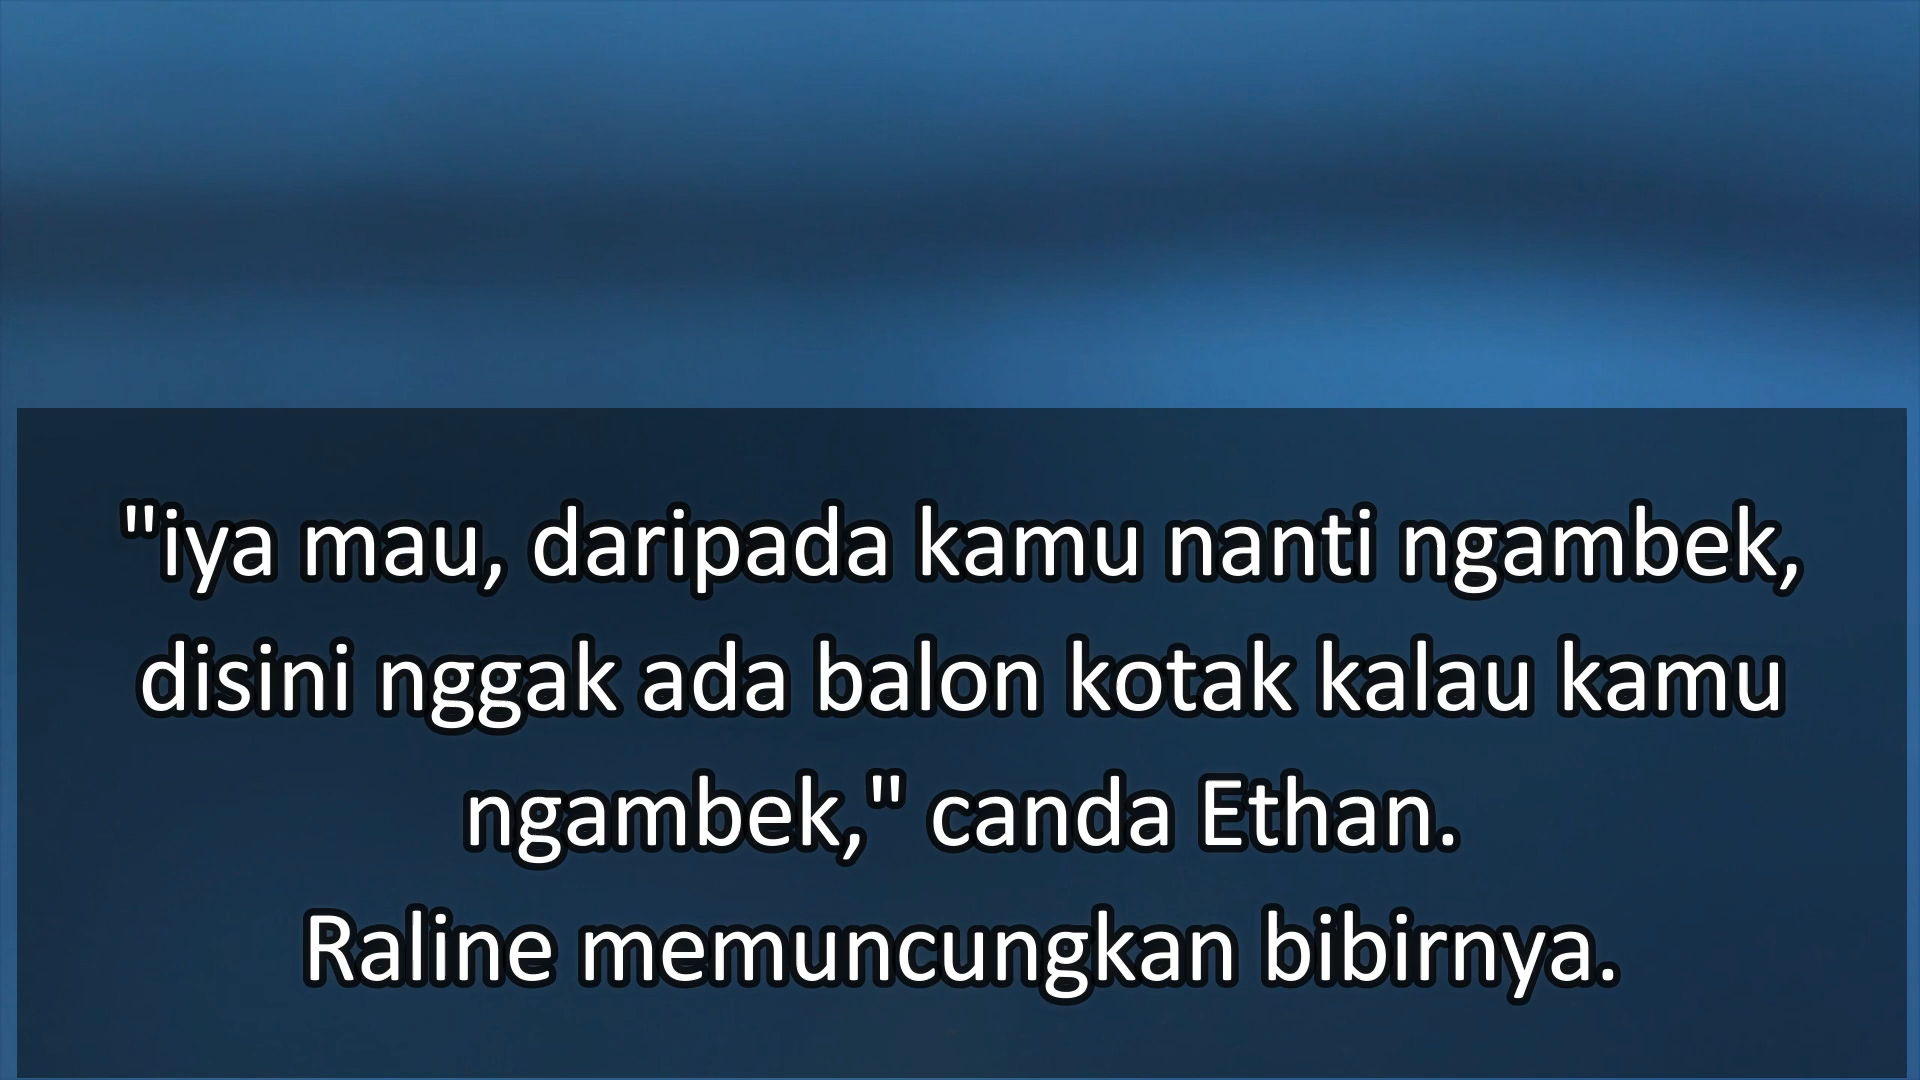 "iya mau, daripada kamu nanti ngambek,
disini nggak ada balon kotak kalau kamu
ngambek," canda Ethan.
Raline memuncungkan bibirnya.